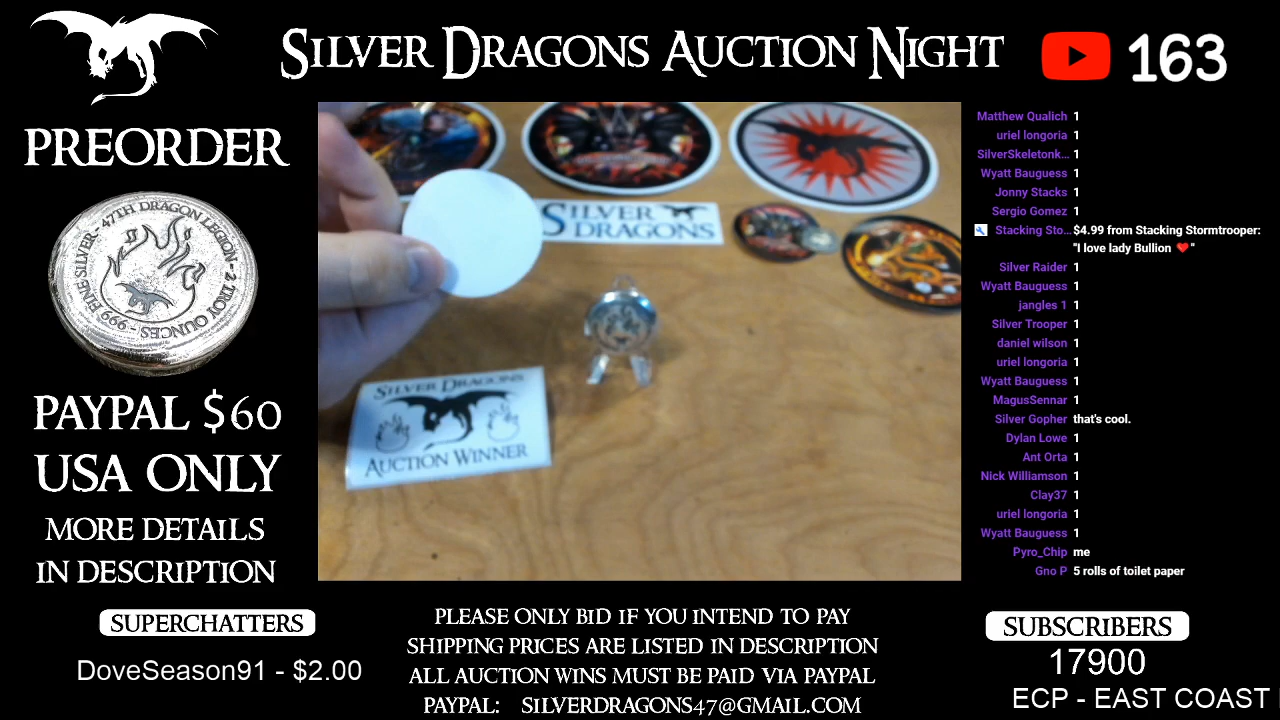 SILVER DRAGONS AUCTION NIGHT
163
PREORDER
.999 FINE SILVER - 47TH DRAGON LEGION - 2 TROY OUNCES -
PAYPAL $60
USA ONLY
MORE DETAILS
IN DESCRIPTION
SUPERCHATTERS
DoveSeason91 - $2.00
SILVER
DRAGONS
SILVER DRAGONS
AUCTION WINNER
Matthew Qualich 1
uriel longoria 1
SilverSkeletonk... 1
Wyatt Bauguess 1
Jonny Stacks 1
Sergio Gomez 1
Stacking Sto... $4.99 from Stacking Stormtrooper:
"I love lady Bullion ❤️"
Silver Raider 1
Wyatt Bauguess 1
jangles 1 1
Silver Trooper 1
daniel wilson 1
uriel longoria 1
Wyatt Bauguess 1
MagusSennar 1
Silver Gopher that's cool.
Dylan Lowe 1
Ant Orta 1
Nick Williamson 1
Clay37 1
uriel longoria 1
Wyatt Bauguess 1
Pyro_Chip me
Gno P 5 rolls of toilet paper
PLEASE ONLY BID IF YOU INTEND TO PAY
SHIPPING PRICES ARE LISTED IN DESCRIPTION
ALL AUCTION WINS MUST BE PAID VIA PAYPAL
PAYPAL: SILVERDRAGONS47@GMAIL.COM
SUBSCRIBERS
17900
ECP - EAST COAST